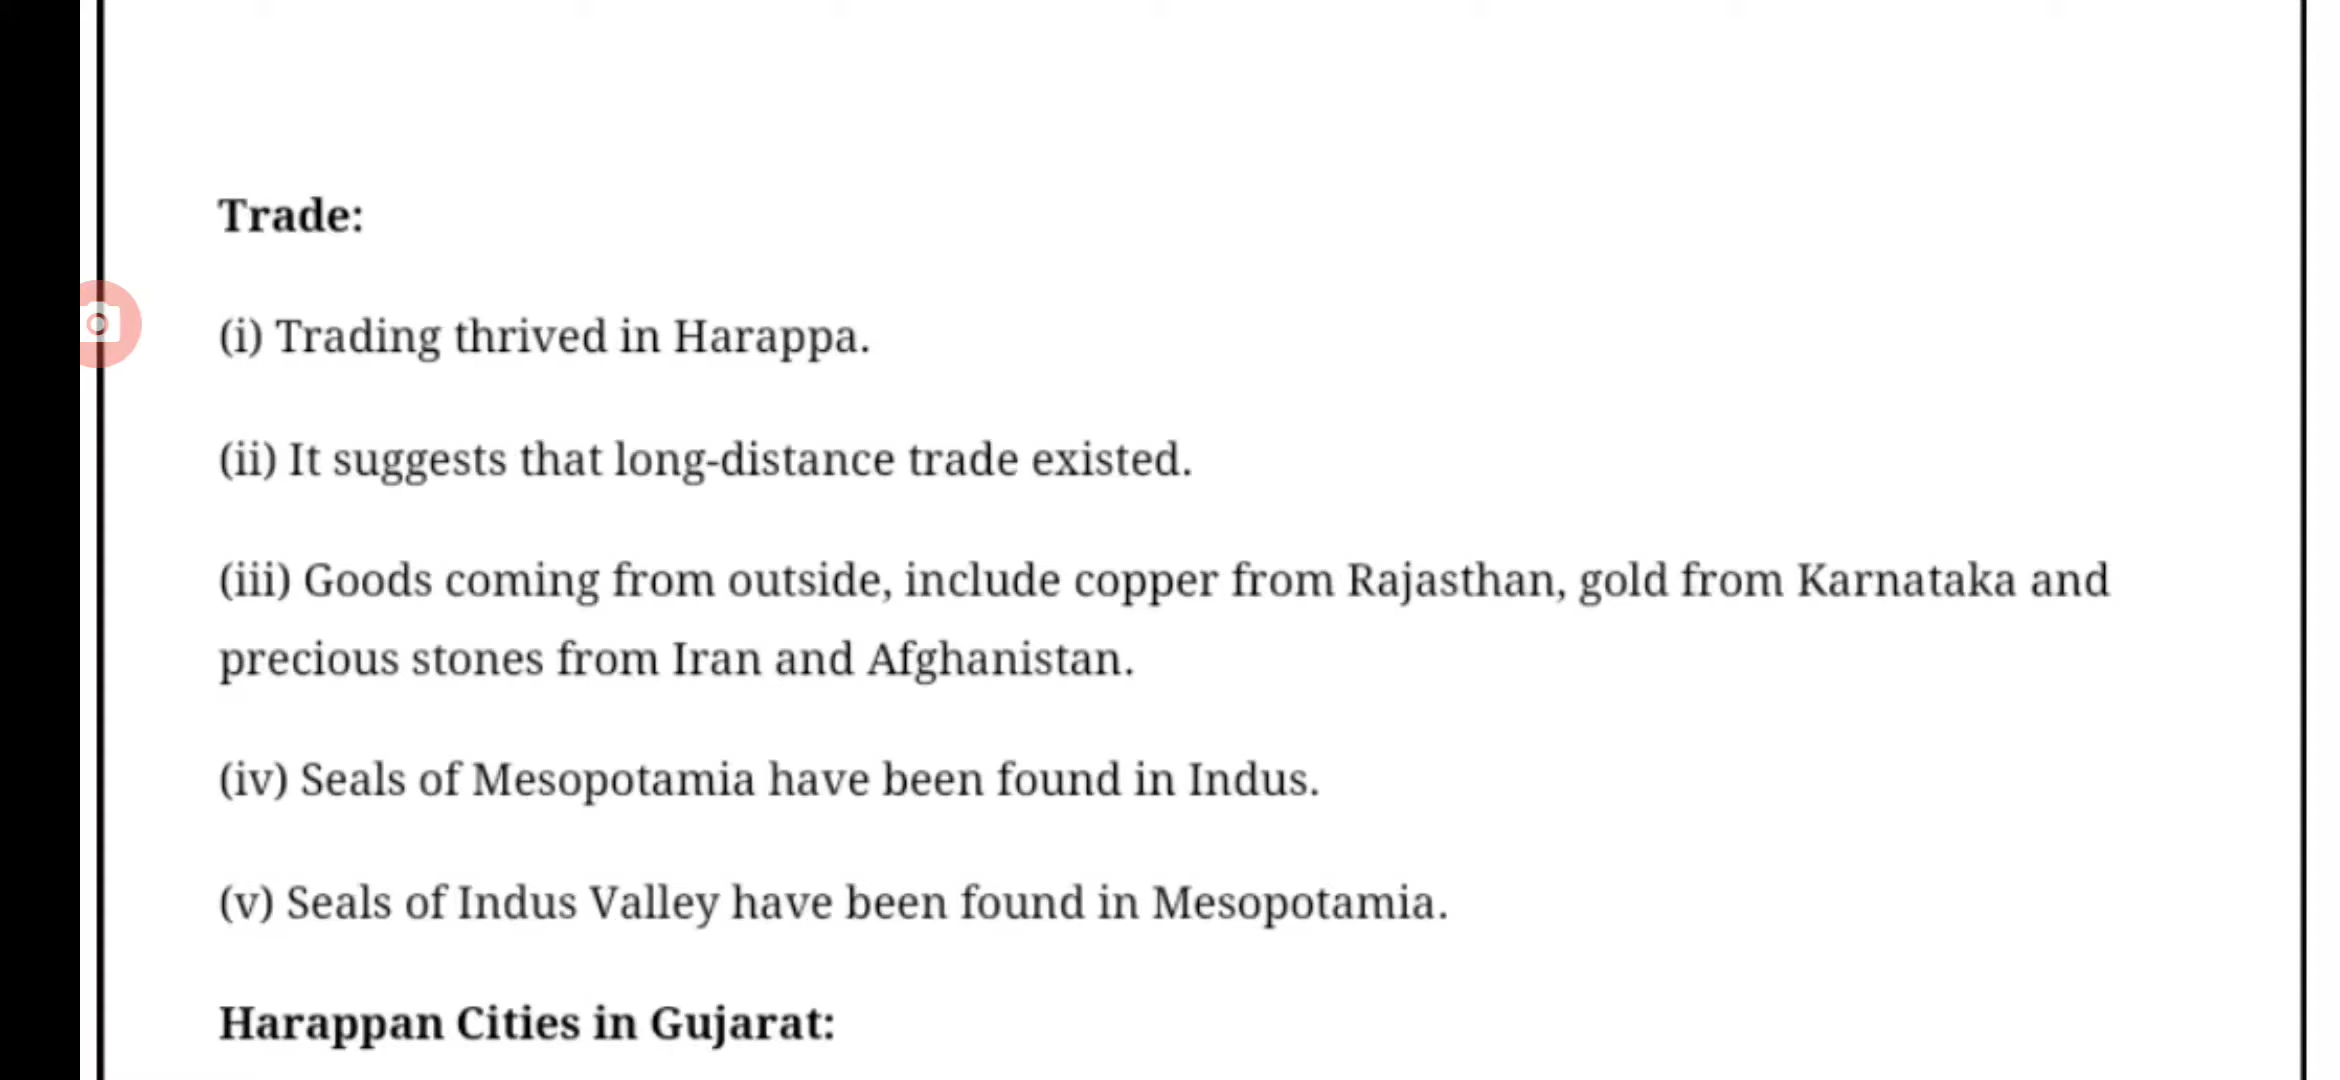 Trade:
(i) Trading thrived in Harappa.
(ii) It suggests that long-distance trade existed.
(iii) Goods coming from outside, include copper from Rajasthan, gold from Karnataka and
precious stones from Iran and Afghanistan.
(iv) Seals of Mesopotamia have been found in Indus.
(v) Seals of Indus Valley have been found in Mesopotamia.
Harappan Cities in Gujarat: